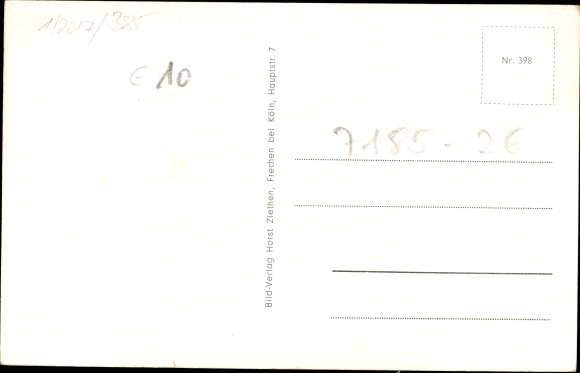 1/2017/385
€ 10
Nr. 398
7185-26
Bild-Verlag Horst Ziethen, Frechen bei Köln, Hauptstr. 7